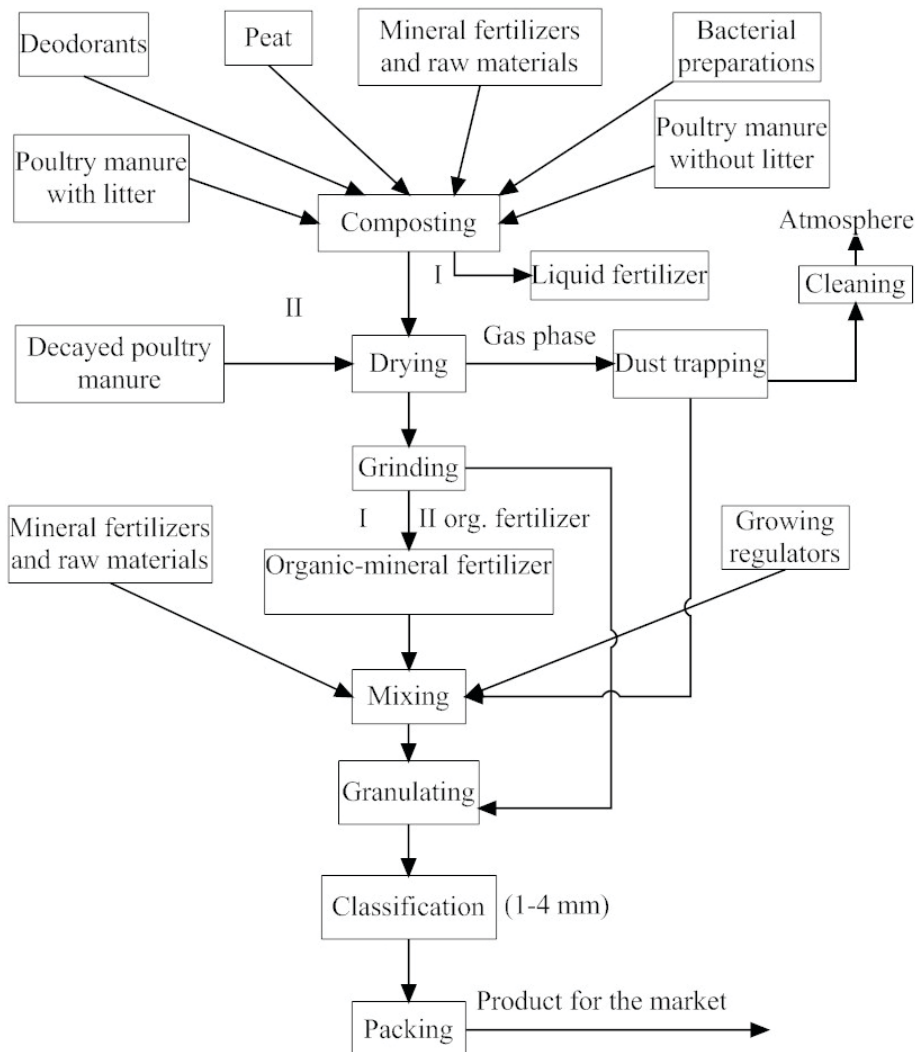 Deodorants
Peat
Mineral fertilizers
and raw materials
Bacterial
preparations
Poultry manure
with litter
Poultry manure
without litter
Composting
Atmosphere
I
Liquid fertilizer
Cleaning
II
Decayed poultry
manure
Drying
Gas phase
Dust trapping
Grinding
Mineral fertilizers
and raw materials
I
II org. fertilizer
Growing
regulators
Organic-mineral fertilizer
Mixing
Granulating
Classification
(1-4 mm)
Packing
Product for the market